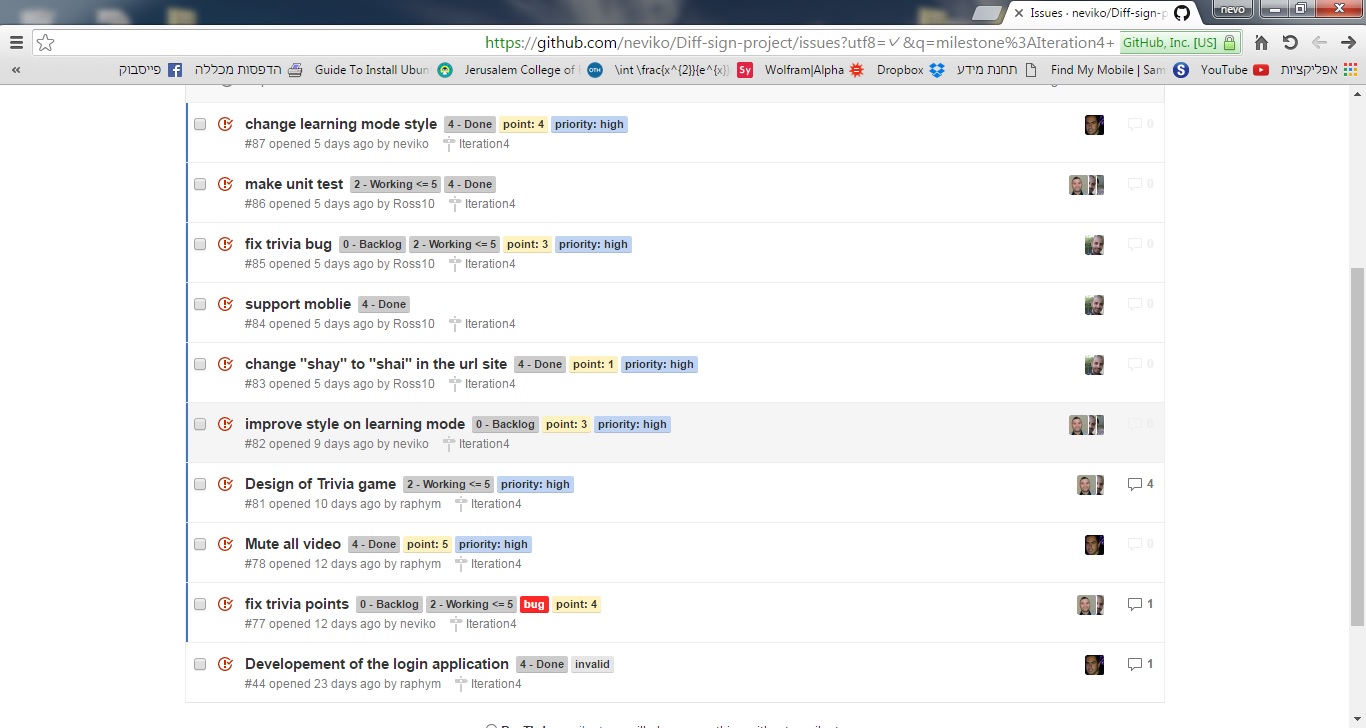 Issues · neviko/Diff-sign-p
nevo
https://github.com/neviko/Diff-sign-project/issues?utf8=✓&q=milestone%3AIteration4+
GitHub, Inc. [US]
« פייסבוק הדפסות מכללה Guide To Install Ubun Jerusalem College of OTH \int \frac{x^{2}}{e^{x} Sy Wolfram|Alpha Dropbox תחנת מידע Find My Mobile | Sam S YouTube אפליקציות
change learning mode style 4 - Done point: 4 priority: high 0
#87 opened 5 days ago by neviko Iteration4
make unit test 2 - Working <= 5 4 - Done 0
#86 opened 5 days ago by Ross10 Iteration4
fix trivia bug 0 - Backlog 2 - Working <= 5 point: 3 priority: high 0
#85 opened 5 days ago by Ross10 Iteration4
support moblie 4 - Done 0
#84 opened 5 days ago by Ross10 Iteration4
change "shay" to "shai" in the url site 4 - Done point: 1 priority: high 0
#83 opened 5 days ago by Ross10 Iteration4
improve style on learning mode 0 - Backlog point: 3 priority: high 0
#82 opened 9 days ago by neviko Iteration4
Design of Trivia game 2 - Working <= 5 priority: high 4
#81 opened 10 days ago by raphym Iteration4
Mute all video 4 - Done point: 5 priority: high 0
#78 opened 12 days ago by raphym Iteration4
fix trivia points 0 - Backlog 2 - Working <= 5 bug point: 4 1
#77 opened 12 days ago by neviko Iteration4
Developement of the login application 4 - Done invalid 1
#44 opened 23 days ago by raphym Iteration4